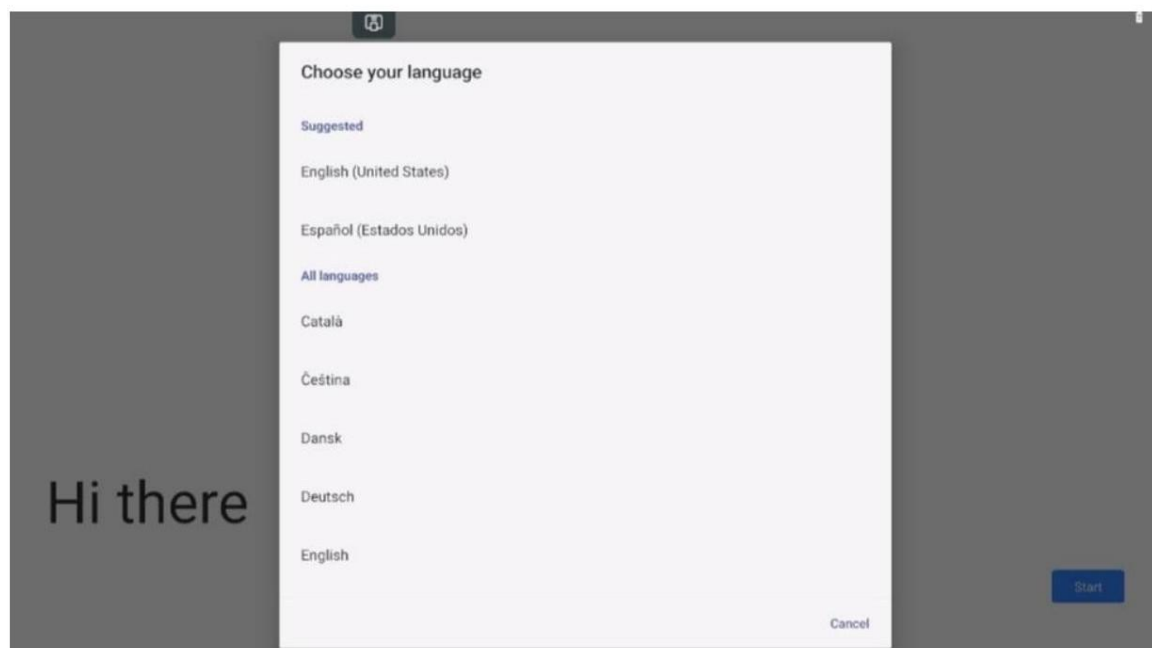 Choose your language
Suggested
English (United States)
Español (Estados Unidos)
All languages
Català
Čeština
Dansk
Deutsch
English
Cancel
Hi there
Start